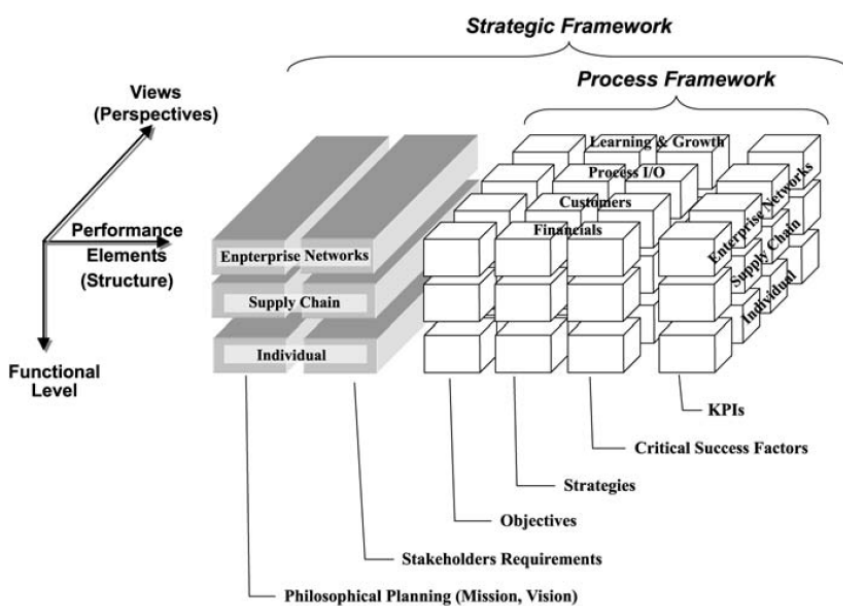 Strategic Framework
Process Framework
Views
(Perspectives)
Performance
Elements
(Structure)
Functional
Level
Learning & Growth
Process I/O
Customers
Financials
Enpterprise Networks
Supply Chain
Individual
Enterprise Networks
Supply Chain
Individual
KPIs
Critical Success Factors
Strategies
Objectives
Stakeholders Requirements
Philosophical Planning (Mission, Vision)